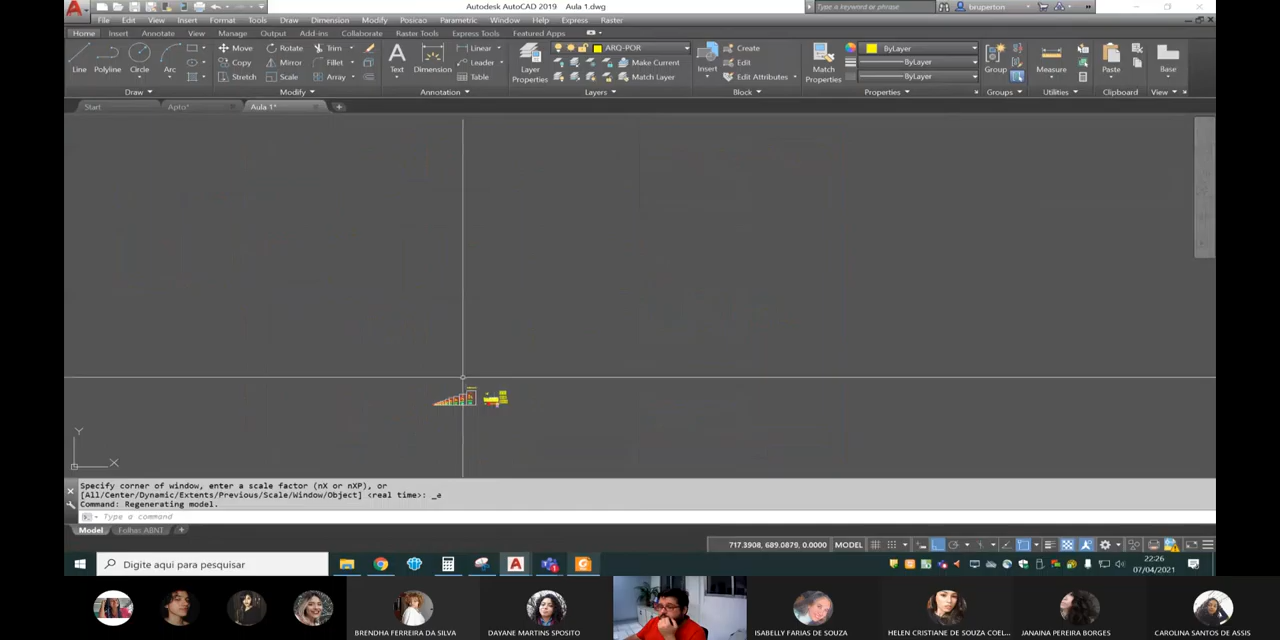 Autodesk AutoCAD 2019 Aula 1.dwg
Type a keyword or phrase
tiruperton
File Edit View Insert Format Tools Draw Dimension Modify Posicao Parametric Window Help Express Raster
Home Insert Annotate View Manage Output Add-ins Collaborate Raster Tools Express Tools Featured Apps
Line Polyline Circle Arc
Move Rotate Trim
Copy Mirror Fillet
Stretch Scale Array
Text Dimension
Linear
Leader
Table
Layer Properties
ARQ-POR
Make Current
Match Layer
Insert
Create
Edit
Edit Attributes
Match Properties
ByLayer
ByLayer
ByLayer
Group
Measure
Paste
Base
Draw Modify Annotation Layers Block Properties Groups Utilities Clipboard View
Start Apto* Aula 1*
Y
X
Specify corner of window, enter a scale factor (nX or nXP), or
[All/Center/Dynamic/Extents/Previous/Scale/Window/Object] <real time>: _e
Command: Regenerating model.
Type a command
Model Folhas ABNT
717.3908, 689.0879, 0.0000 MODEL
Digite aqui para pesquisar
22:26
07/04/2021
BRENDHA FERREIRA DA SILVA
DAYANE MARTINS SPOSITO
ISABELLY FARIAS DE SOUZA
HELEN CRISTIANE DE SOUZA COEL...
JANAINA PEREIRA BORGES
CAROLINA SANTOS DE ASSIS